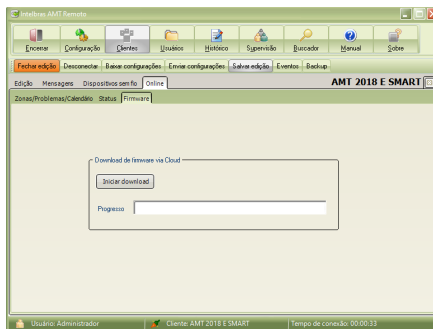 Intelbras AMT Remoto
Encerrar Configuração Clientes Usuários Histórico Supervisão Buscador Manual Sobre
Fechar edição Desconectar Baixar configurações Enviar configurações Salvar edição Eventos Backup
Edição Mensagens Dispositivos sem fio Online AMT 2018 E SMART
Zonas/Problemas/Calendário Status Firmware
Download de firmware via Cloud
Iniciar download
Progresso
Usuário: Administrador Cliente: AMT 2018 E SMART Tempo de conexão: 00:00:33